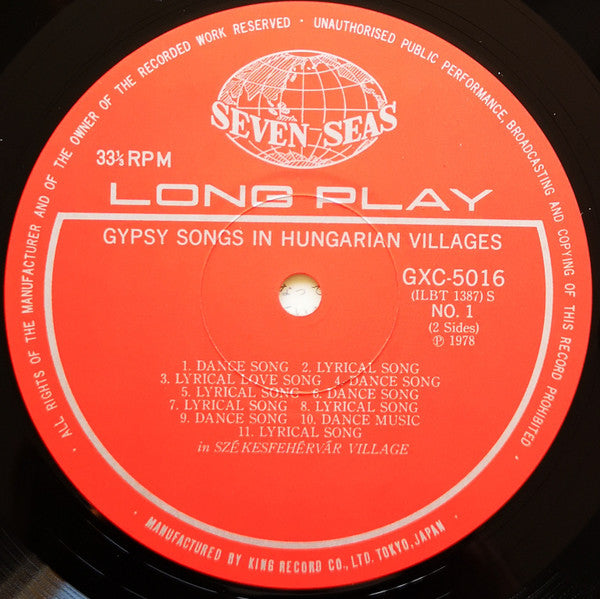 · ALL RIGHTS OF THE MANUFACTURER AND OF THE OWNER OF THE RECORDED WORK RESERVED · UNAUTHORISED PUBLIC PERFORMANCE, BROADCASTING AND COPYING OF THIS RECORD PROHIBITED ·
SEVEN SEAS
33⅓ RPM
LONG PLAY
GYPSY SONGS IN HUNGARIAN VILLAGES
GXC-5016
(ILBT 1387) S
NO. 1
(2 Sides)
Ⓟ 1978
1. DANCE SONG 2. LYRICAL SONG
3. LYRICAL LOVE SONG 4. DANCE SONG
5. LYRICAL SONG 6. DANCE SONG
7. LYRICAL SONG 8. LYRICAL SONG
9. DANCE SONG 10. DANCE MUSIC
11. LYRICAL SONG
in SZÉ KESFEHÉRVÁR VILLAGE
· MANUFACTURED BY KING RECORD CO., LTD. TOKYO, JAPAN ·